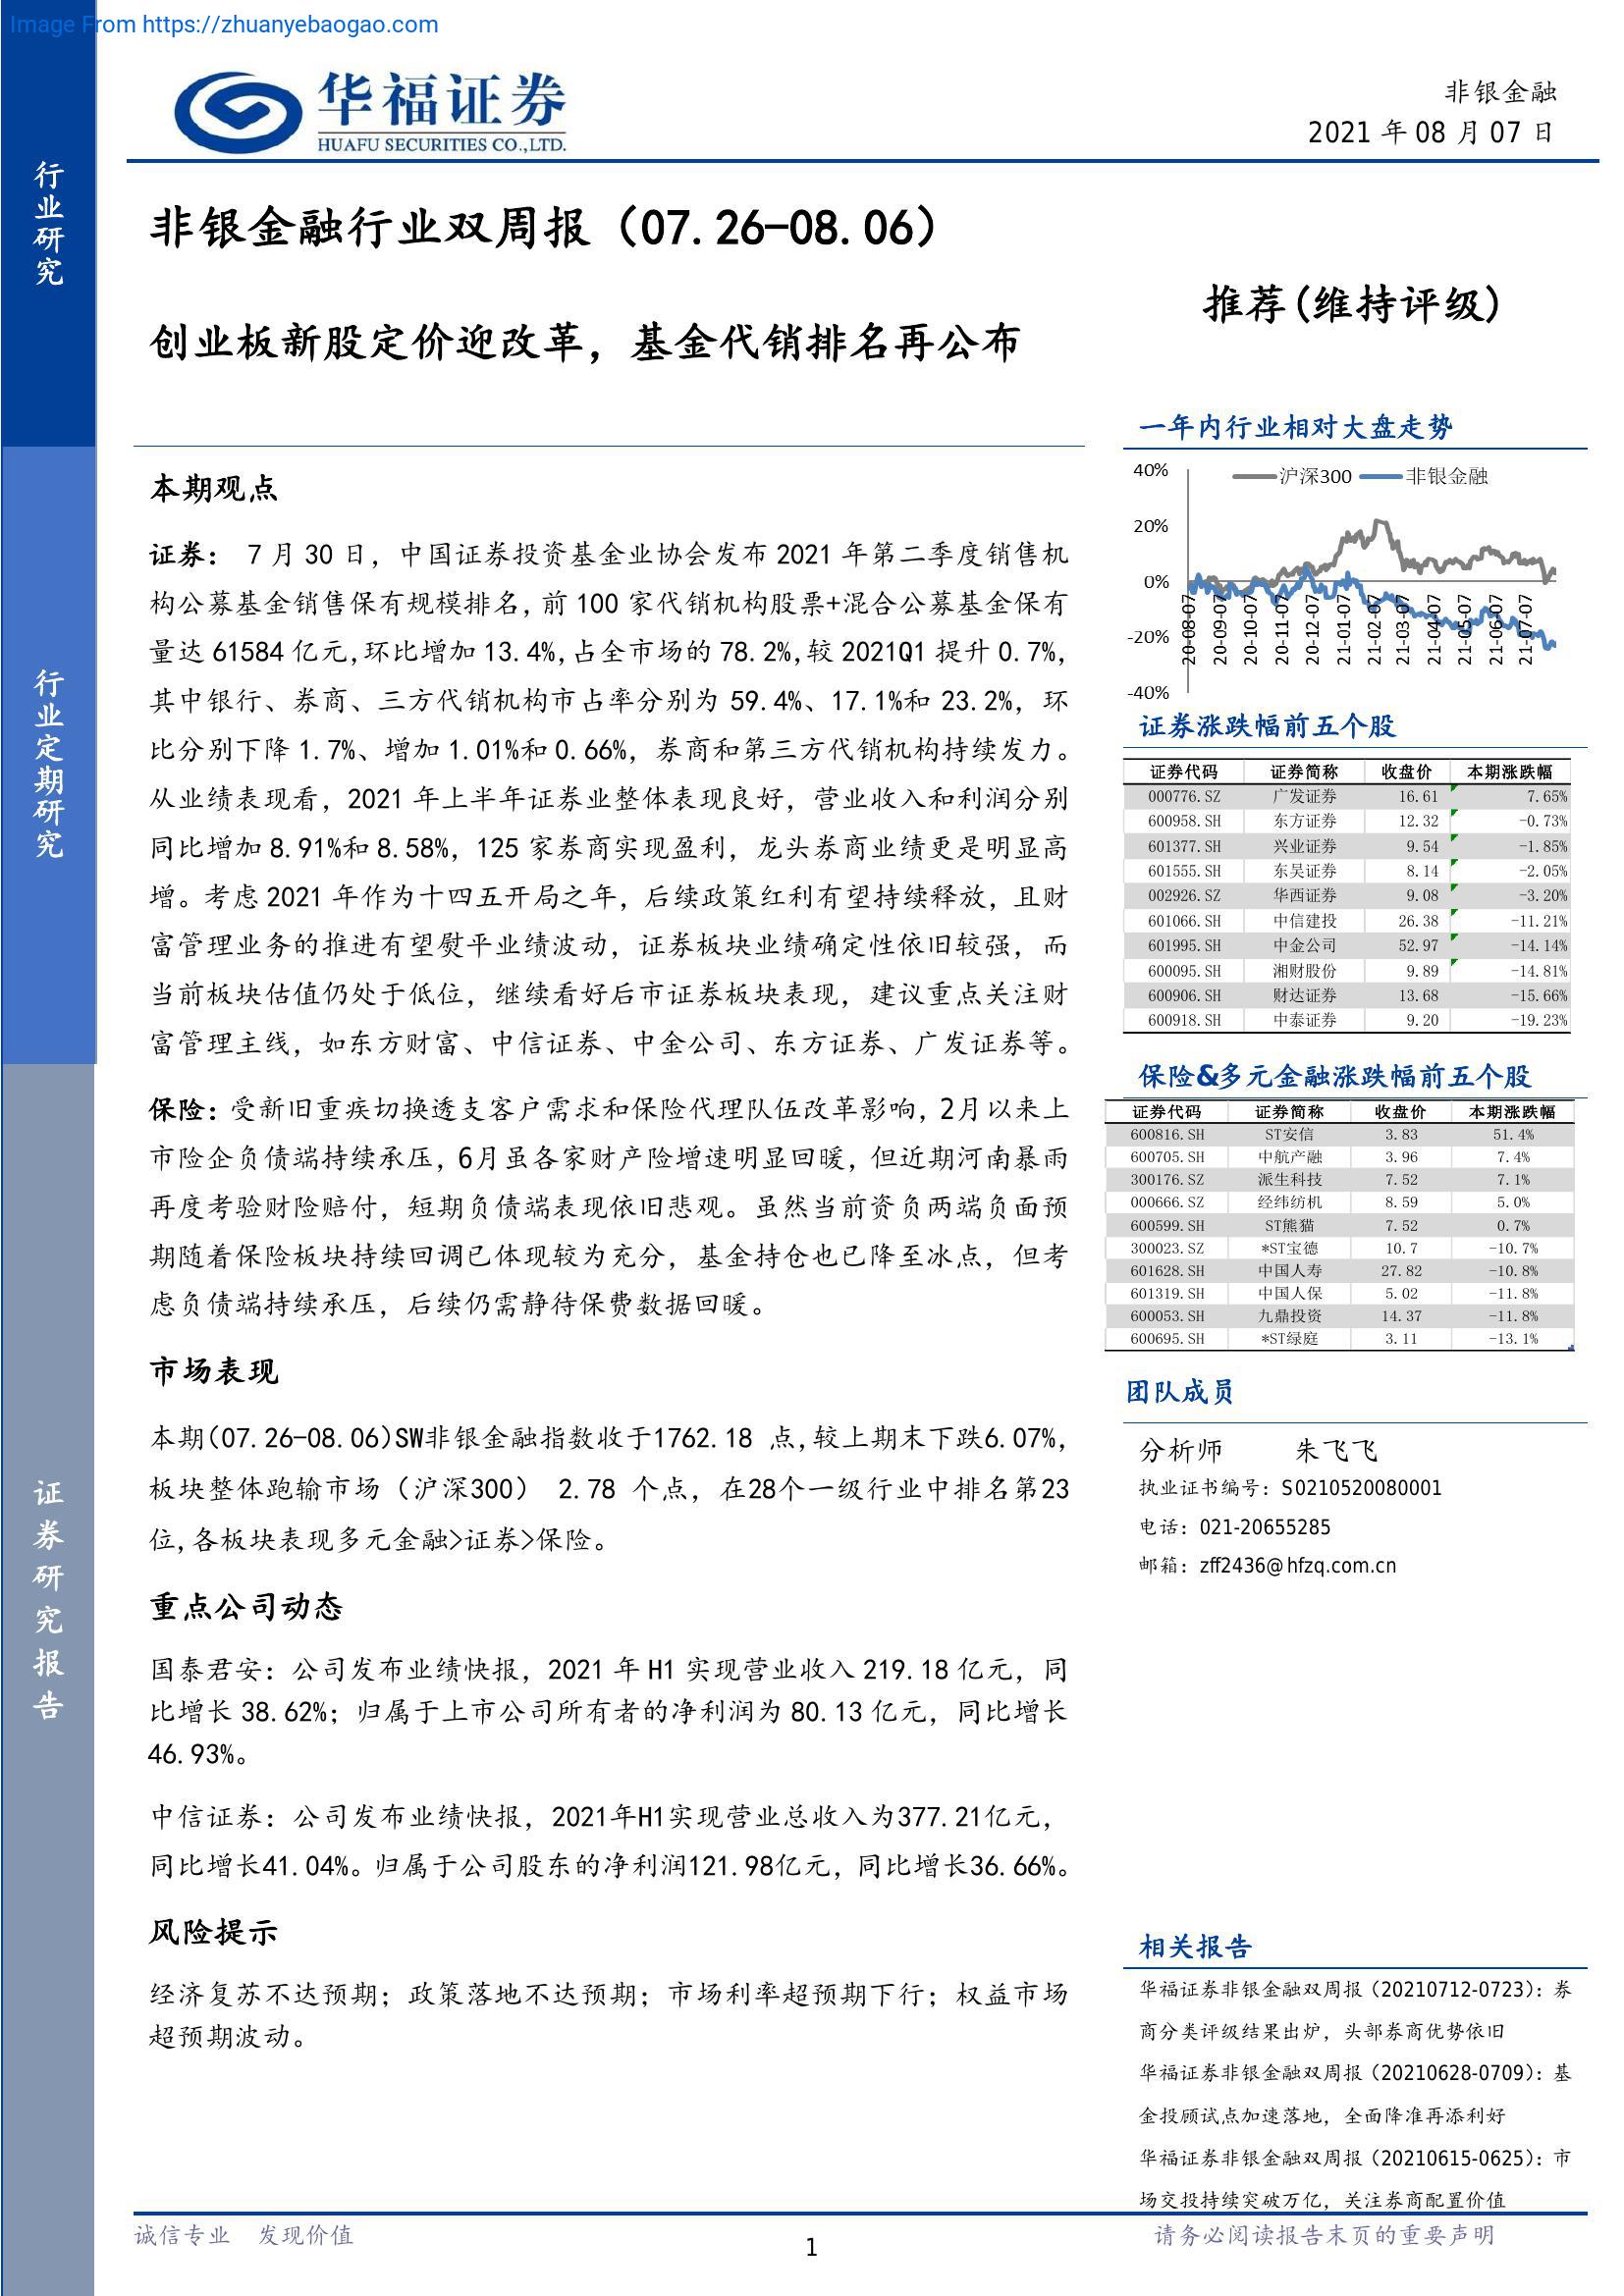 Image From https://zhuanyebaogao.com
华福证券
HUAFU SECURITIES CO.,LTD.
非银金融
2021 年 08 月 07 日
行业研究
行业定期研究
证券研究报告
非银金融行业双周报（07.26-08.06）
创业板新股定价迎改革，基金代销排名再公布
推荐(维持评级)
本期观点
证券： 7 月 30 日，中国证券投资基金业协会发布 2021 年第二季度销售机
构公募基金销售保有规模排名,前 100 家代销机构股票+混合公募基金保有
量达 61584 亿元,环比增加 13.4%,占全市场的 78.2%,较 2021Q1 提升 0.7%,
其中银行、券商、三方代销机构市占率分别为 59.4%、17.1%和 23.2%，环
比分别下降 1.7%、增加 1.01%和 0.66%，券商和第三方代销机构持续发力。
从业绩表现看，2021 年上半年证券业整体表现良好，营业收入和利润分别
同比增加 8.91%和 8.58%，125 家券商实现盈利，龙头券商业绩更是明显高
增。考虑 2021 年作为十四五开局之年，后续政策红利有望持续释放，且财
富管理业务的推进有望熨平业绩波动，证券板块业绩确定性依旧较强，而
当前板块估值仍处于低位，继续看好后市证券板块表现，建议重点关注财
富管理主线，如东方财富、中信证券、中金公司、东方证券、广发证券等。
保险：受新旧重疾切换透支客户需求和保险代理队伍改革影响，2月以来上
市险企负债端持续承压，6月虽各家财产险增速明显回暖，但近期河南暴雨
再度考验财险赔付，短期负债端表现依旧悲观。虽然当前资负两端负面预
期随着保险板块持续回调已体现较为充分，基金持仓也已降至冰点，但考
虑负债端持续承压，后续仍需静待保费数据回暖。
市场表现
本期(07.26-08.06)SW非银金融指数收于1762.18 点,较上期末下跌6.07%,
板块整体跑输市场（沪深300） 2.78 个点，在28个一级行业中排名第23
位,各板块表现多元金融>证券>保险。
重点公司动态
国泰君安：公司发布业绩快报，2021 年 H1 实现营业收入 219.18 亿元，同
比增长 38.62%；归属于上市公司所有者的净利润为 80.13 亿元，同比增长
46.93%。
中信证券：公司发布业绩快报，2021年H1实现营业总收入为377.21亿元，
同比增长41.04%。归属于公司股东的净利润121.98亿元，同比增长36.66%。
风险提示
经济复苏不达预期；政策落地不达预期；市场利率超预期下行；权益市场
超预期波动。
一年内行业相对大盘走势
沪深300 非银金融
40%
20%
0%
-20%
-40%
20-08-07 20-09-07 20-10-07 20-11-07 20-12-07 21-01-07 21-02-07 21-03-07 21-04-07 21-05-07 21-06-07 21-07-07
证券涨跌幅前五个股
证券代码 证券简称 收盘价 本期涨跌幅
000776.SZ 广发证券 16.61 7.65%
600958.SH 东方证券 12.32 -0.73%
601377.SH 兴业证券 9.54 -1.85%
601555.SH 东吴证券 8.14 -2.05%
002926.SZ 华西证券 9.08 -3.20%
601066.SH 中信建投 26.38 -11.21%
601995.SH 中金公司 52.97 -14.14%
600095.SH 湘财股份 9.89 -14.81%
600906.SH 财达证券 13.68 -15.66%
600918.SH 中泰证券 9.20 -19.23%
保险&多元金融涨跌幅前五个股
证券代码 证券简称 收盘价 本期涨跌幅
600816.SH ST安信 3.83 51.4%
600705.SH 中航产融 3.96 7.4%
300176.SZ 派生科技 7.52 7.1%
000666.SZ 经纬纺机 8.59 5.0%
600599.SH ST熊猫 7.52 0.7%
300023.SZ *ST宝德 10.7 -10.7%
601628.SH 中国人寿 27.82 -10.8%
601319.SH 中国人保 5.02 -11.8%
600053.SH 九鼎投资 14.37 -11.8%
600695.SH *ST绿庭 3.11 -13.1%
团队成员
分析师 朱飞飞
执业证书编号：S0210520080001
电话：021-20655285
邮箱：zff2436@hfzq.com.cn
相关报告
华福证券非银金融双周报（20210712-0723）：券
商分类评级结果出炉，头部券商优势依旧
华福证券非银金融双周报（20210628-0709）：基
金投顾试点加速落地，全面降准再添利好
华福证券非银金融双周报（20210615-0625）：市
场交投持续突破万亿，关注券商配置价值
诚信专业 发现价值
1
请务必阅读报告末页的重要声明